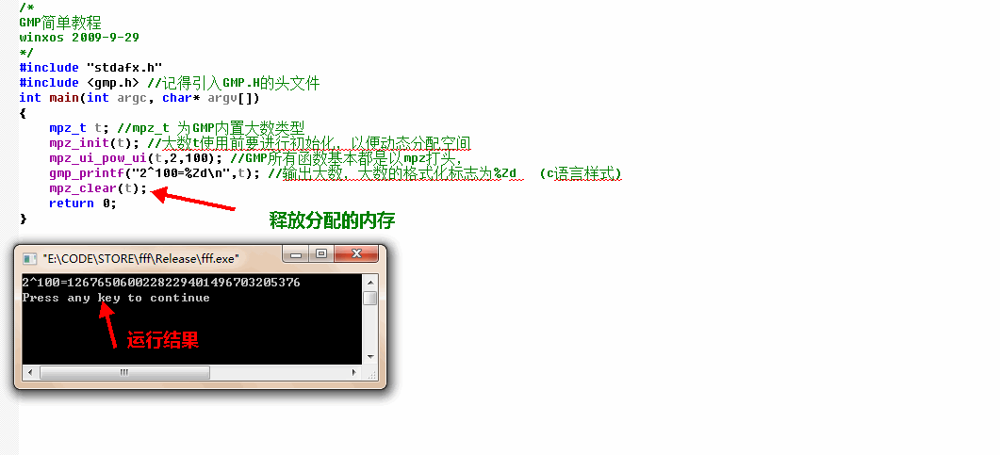 /*
GMP简单教程
winxos 2009-9-29
*/
#include "stdafx.h"
#include <gmp.h> //记得引入GMP.H的头文件
int main(int argc, char* argv[])
{
mpz_t t; //mpz_t 为GMP内置大数类型
mpz_init(t); //大数t使用前要进行初始化，以便动态分配空间
mpz_ui_pow_ui(t,2,100); //GMP所有函数基本都是以mpz打头，
gmp_printf("2^100=%Zd\n",t); //输出大数，大数的格式化标志为%Zd (c语言样式)
mpz_clear(t);
return 0;
}
释放分配的内存
"E:\CODE\STORE\fff\Release\fff.exe"
2^100=1267650600228229401496703205376
Press any key to continue
运行结果